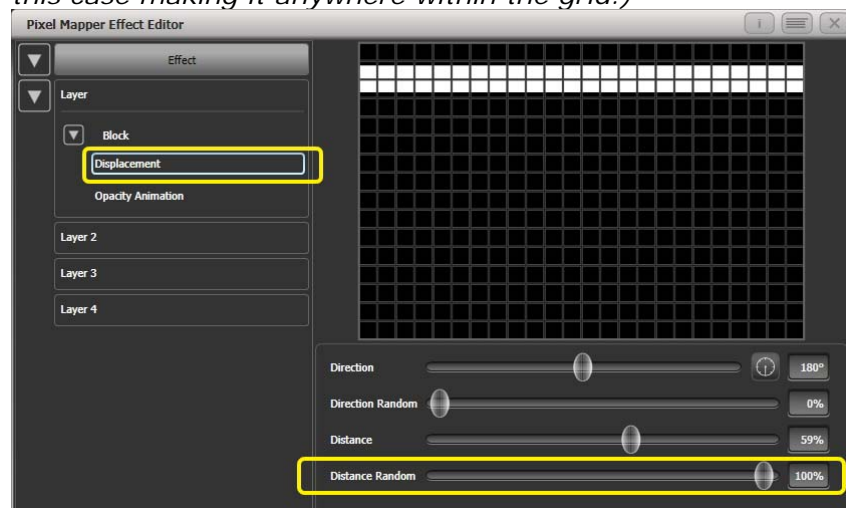 this case making it anywhere within the grid.)
Pixel Mapper Effect Editor
i
Effect
Layer
Block
Displacement
Opacity Animation
Layer 2
Layer 3
Layer 4
Direction 180°
Direction Random 0%
Distance 59%
Distance Random 100%